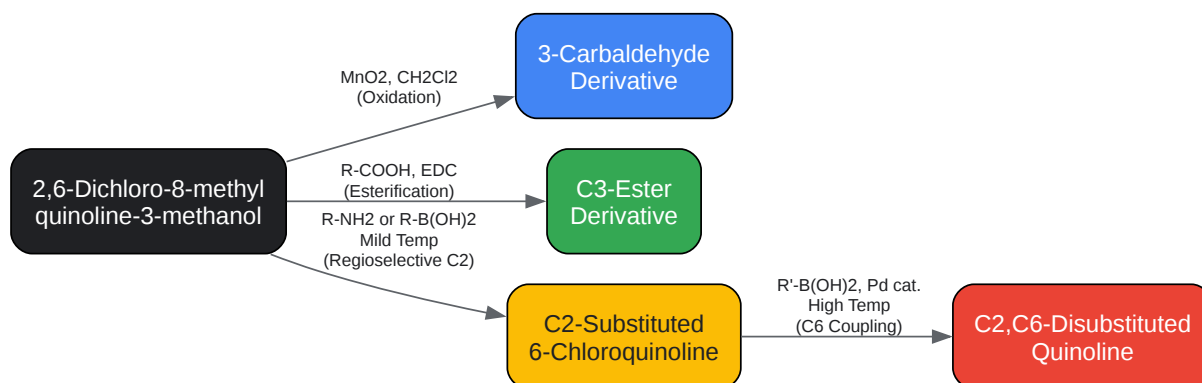 3-Carbaldehyde
Derivative
MnO2, CH2Cl2
(Oxidation)
2,6-Dichloro-8-methyl
quinoline-3-methanol
R-COOH, EDC
(Esterification)
C3-Ester
Derivative
R-NH2 or R-B(OH)2
Mild Temp
(Regioselective C2)
C2-Substituted
6-Chloroquinoline
R'-B(OH)2, Pd cat.
High Temp
(C6 Coupling)
C2,C6-Disubstituted
Quinoline